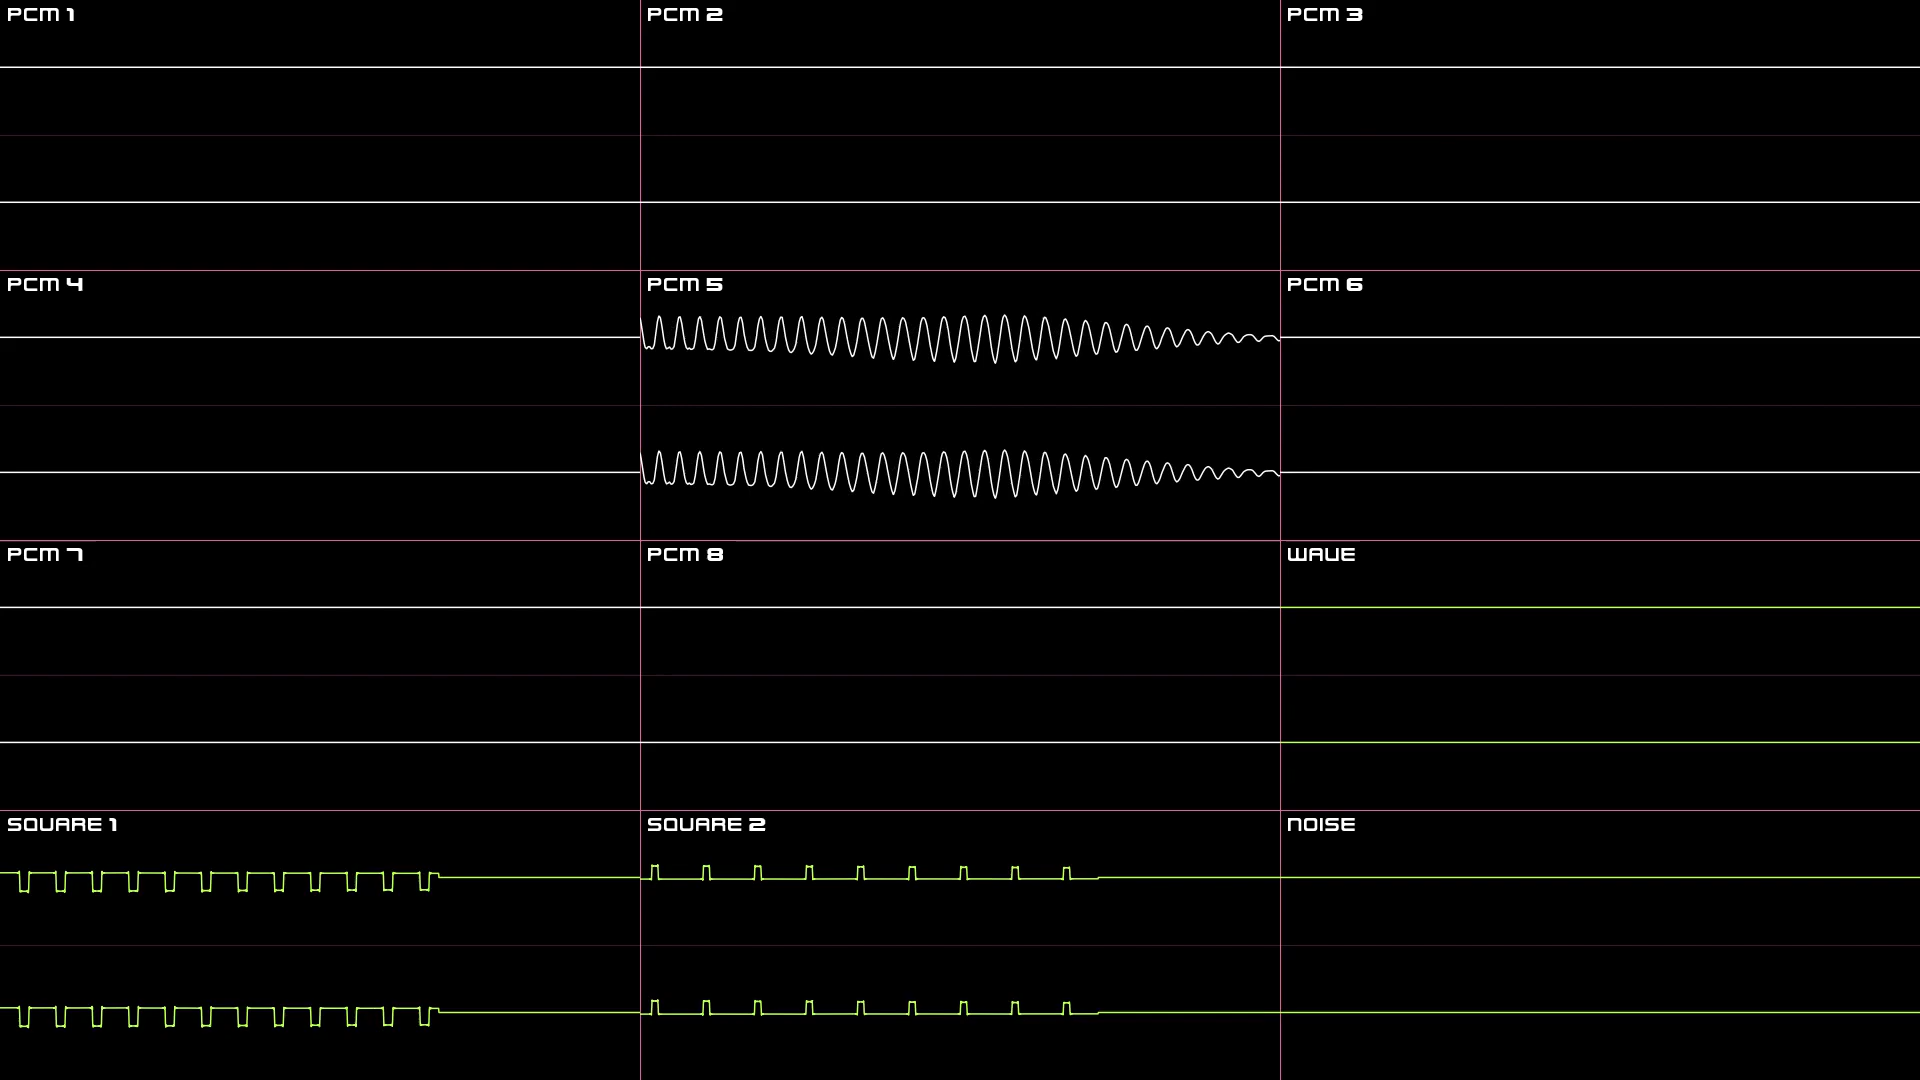 PCM 1
PCM 2
PCM 3
PCM 4
PCM 5
PCM 6
PCM 7
PCM 8
WAVE
SQUARE 1
SQUARE 2
NOISE